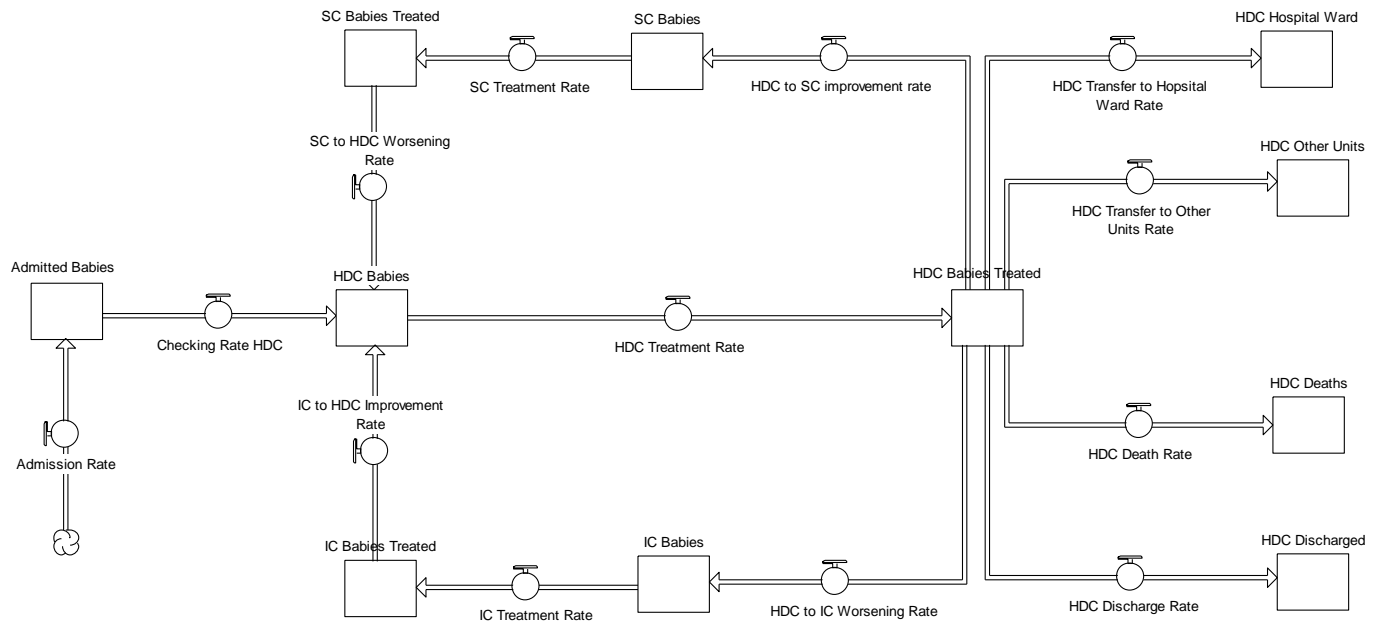 SC Babies Treated
SC Babies
HDC Hospital Ward
SC Treatment Rate
HDC to SC improvement rate
HDC Transfer to Hopsital
Ward Rate
SC to HDC Worsening
Rate
HDC Other Units
HDC Transfer to Other
Units Rate
Admitted Babies
HDC Babies
HDC Babies Treated
Checking Rate HDC
HDC Treatment Rate
HDC Deaths
IC to HDC Improvement
Rate
HDC Death Rate
Admission Rate
IC Babies Treated
IC Babies
HDC Discharged
IC Treatment Rate
HDC to IC Worsening Rate
HDC Discharge Rate